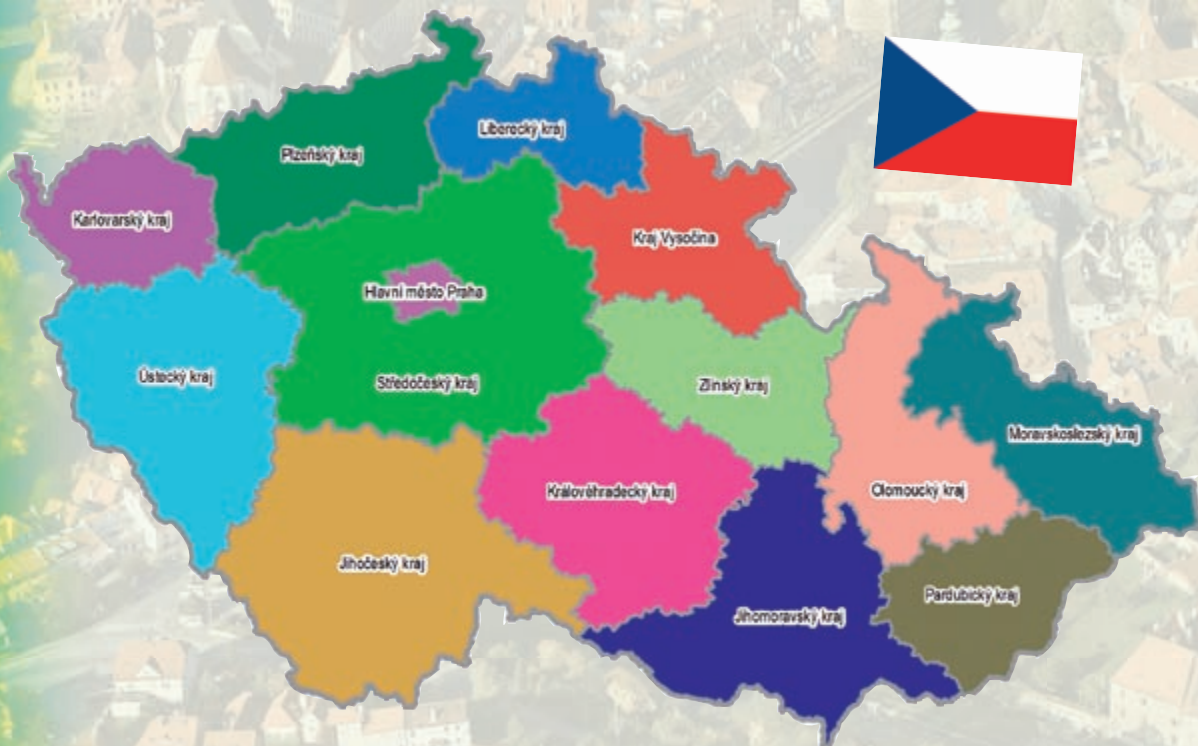 Liberecký kraj
Plzeňský kraj
Karlovarský kraj
Kraj Vysočina
Hlavní město Praha
Ústecký kraj
Středočeský kraj
Zlínský kraj
Moravskoslezský kraj
Královéhradecký kraj
Olomoucký kraj
Jihočeský kraj
Pardubický kraj
Jihomoravský kraj